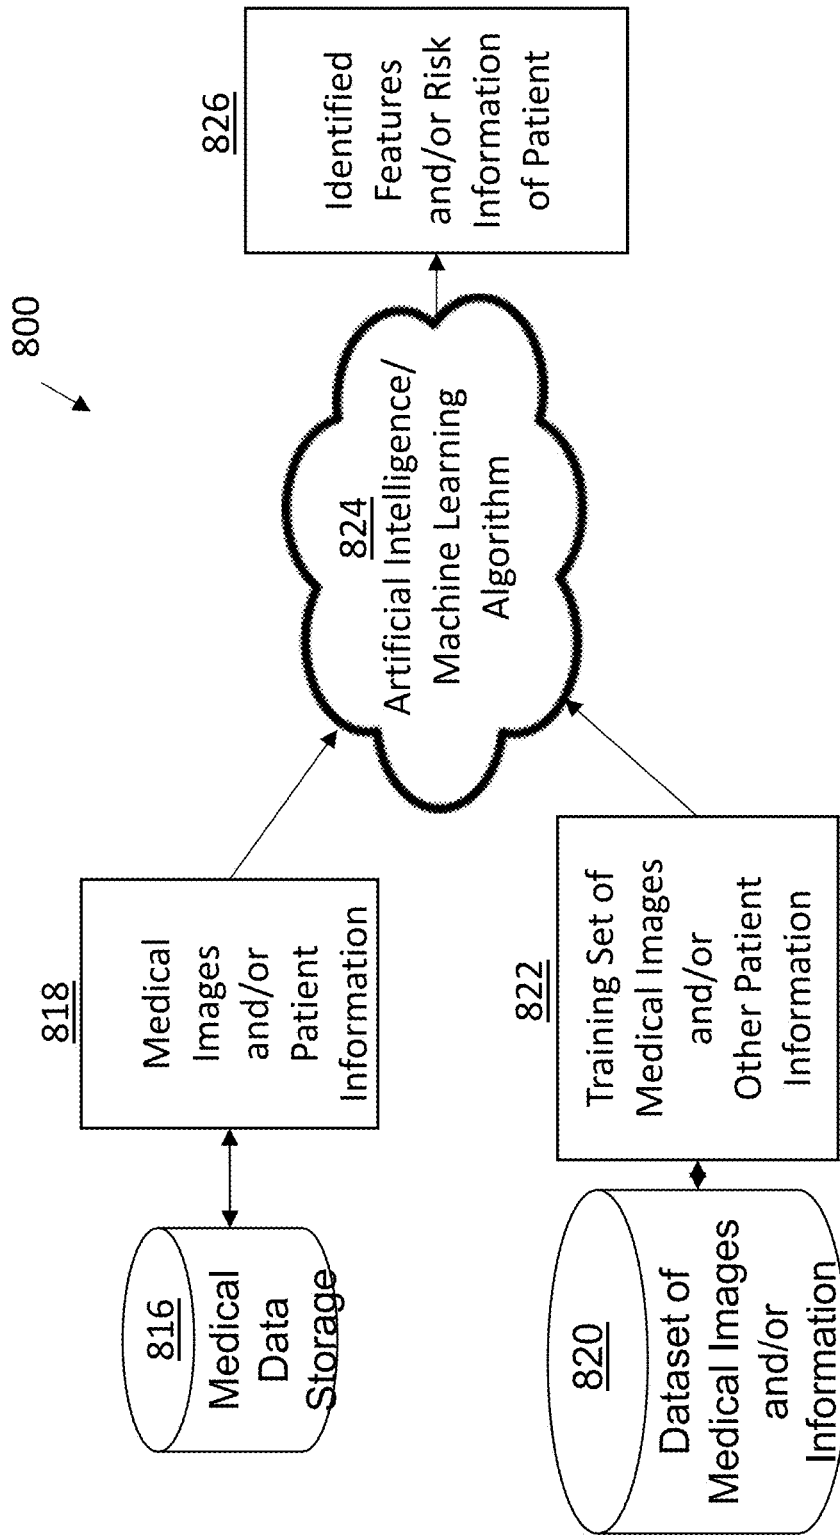 800
816
Medical
Data
Storage
818
Medical
Images
and/or
Patient
Information
820
Dataset of
Medical Images
and/or
Information
822
Training Set of
Medical Images
and/or
Other Patient
Information
824
Artificial Intelligence/
Machine Learning
Algorithm
826
Identified
Features
and/or Risk
Information
of Patient